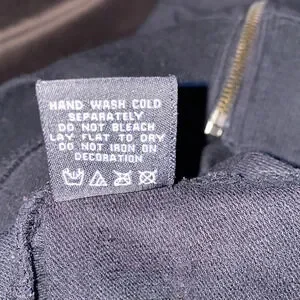 HAND WASH COLD
SEPARATELY
DO NOT BLEACH
LAY FLAT TO DRY
DO NOT IRON ON
DECORATION